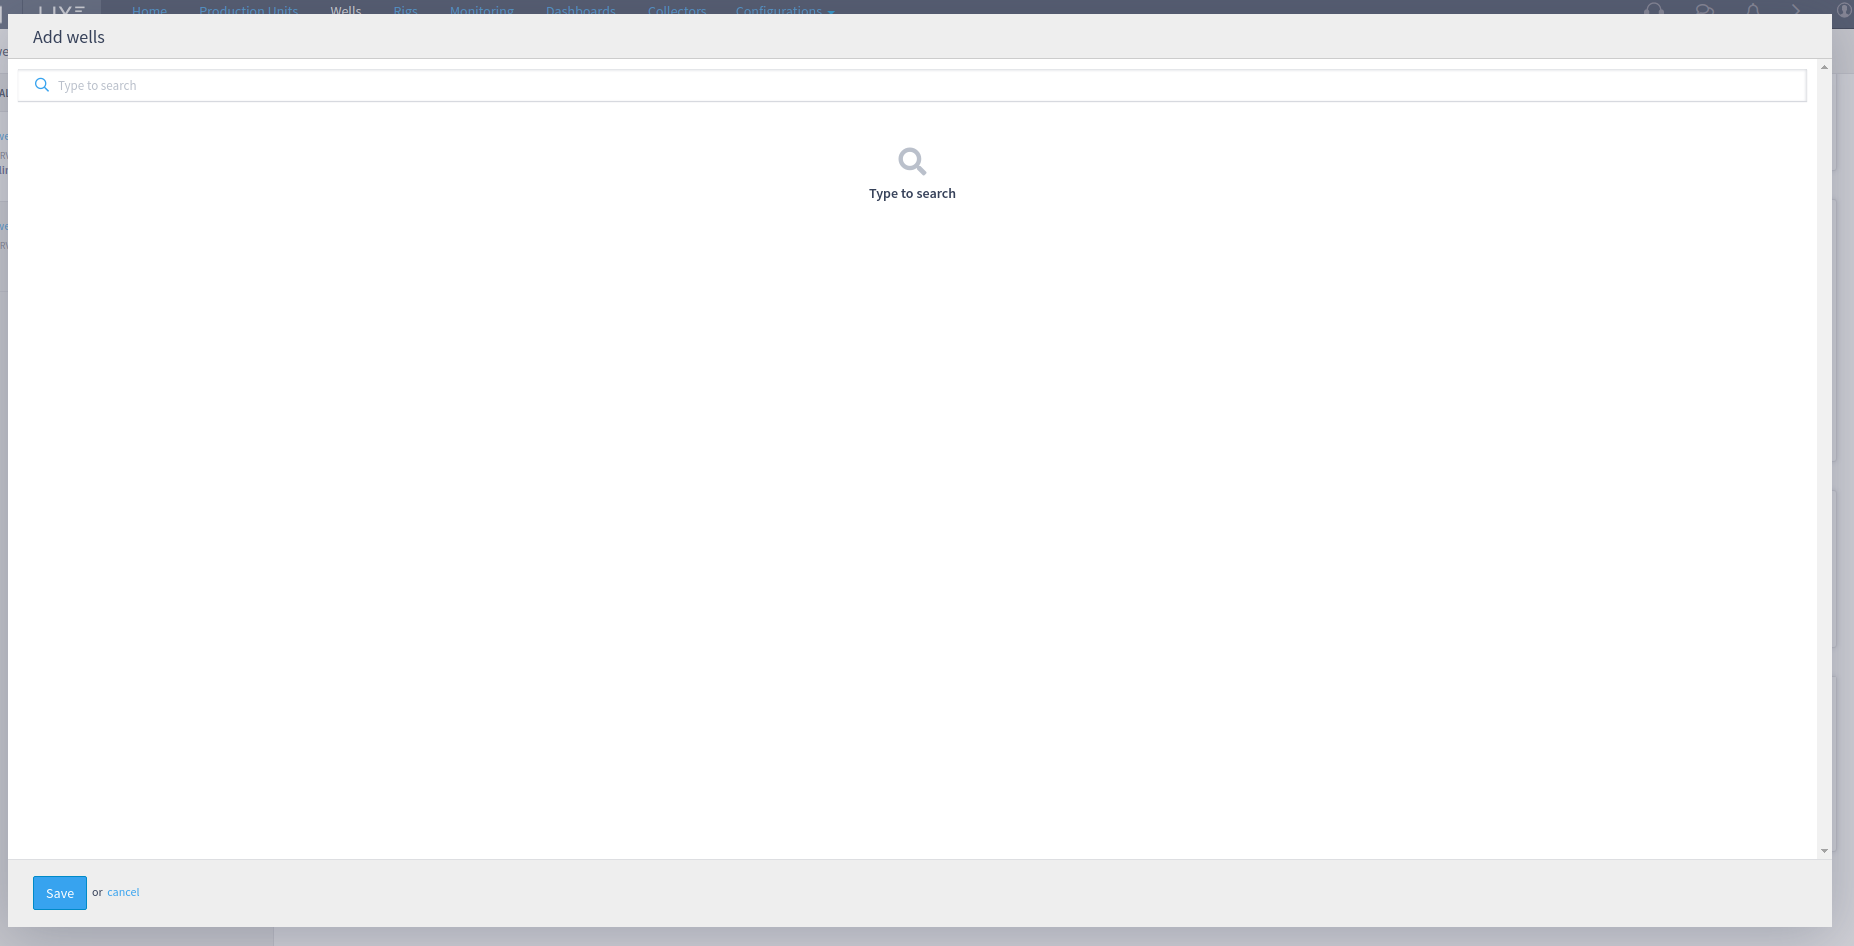 LIVE Home Production Units Wells Rigs Monitoring Dashboards Collectors Configurations
Add wells
Type to search
Type to search
Save or cancel